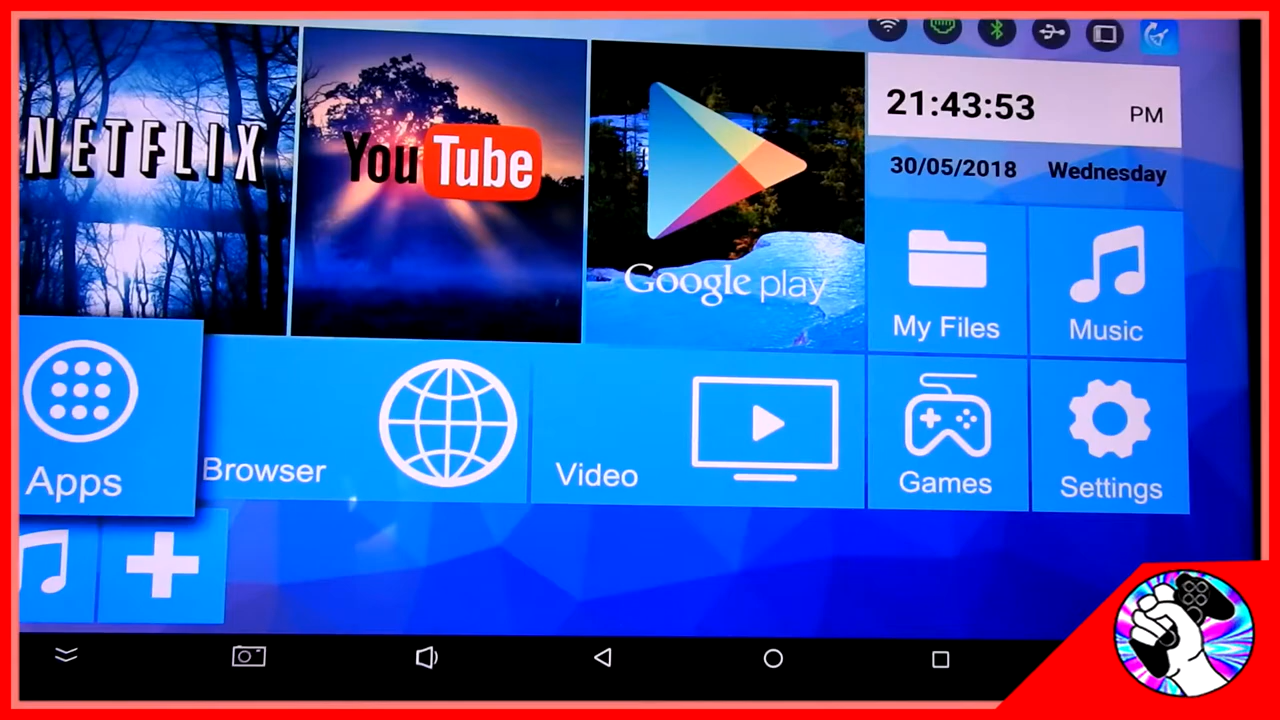 NETFLIX
YouTube
Google play
21:43:53 PM
30/05/2018 Wednesday
My Files
Music
Apps
Browser
Video
Games
Settings